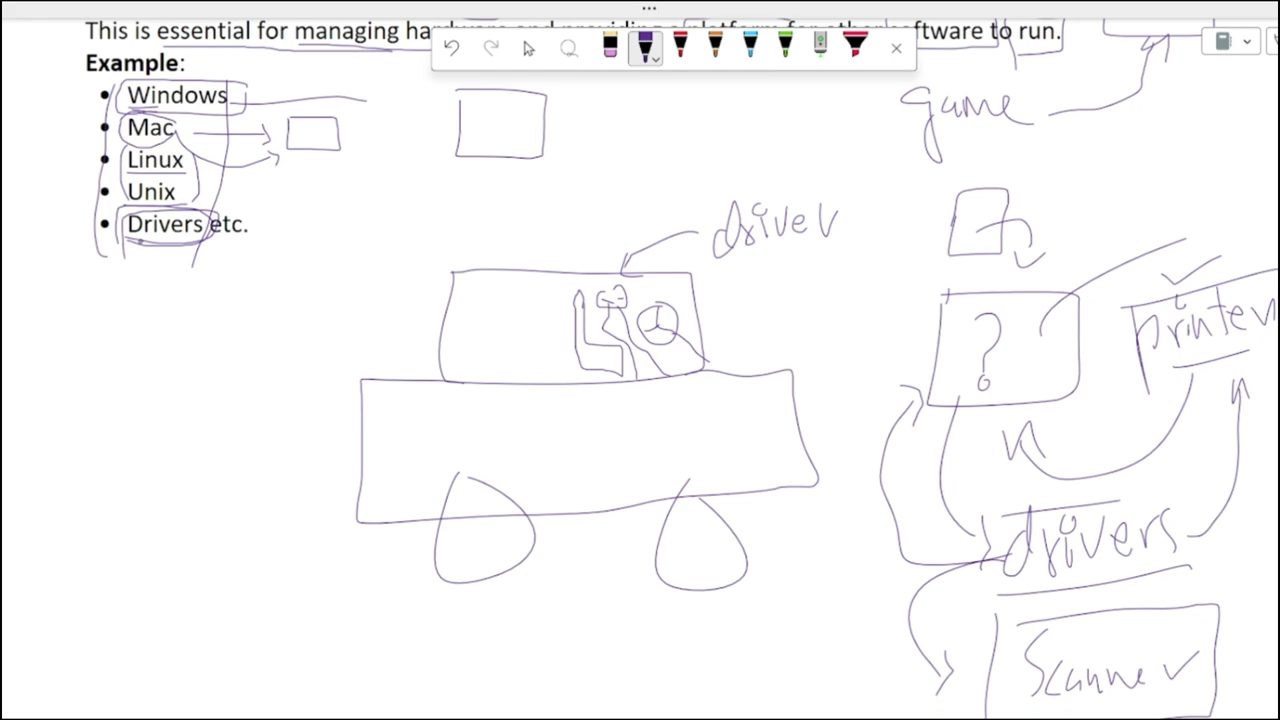 This is essential for managing ha
ftware to run.
Example:
• Windows
• Mac
• Linux
• Unix
• Drivers etc.
game
driver
?
printer
drivers
Scanner